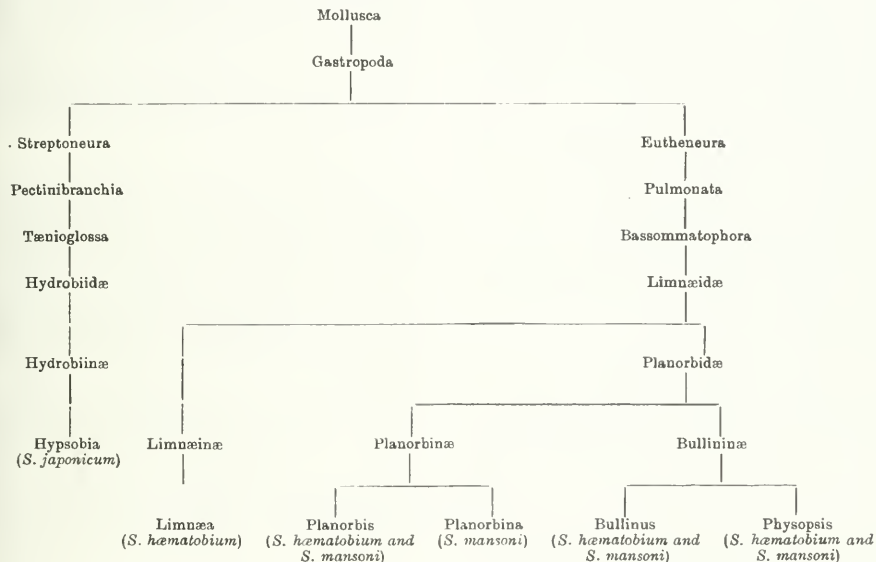 Mollusca
Gastropoda
Streptoneura Eutheneura
Pectinibranchia Pulmonata
Tænioglossa Bassommatophora
Hydrobiidæ Limnæidæ
Hydrobiinæ Planorbidæ
Hypsobia Limnæinæ Planorbinæ Bullininæ
(S. japonicum)
Limnæa Planorbis Planorbina Bullinus Physopsis
(S. hæmatobium) (S. hæmatobium and (S. mansoni) (S. hæmatobium and (S. hæmatobium and
S. mansoni) S. mansoni) S. mansoni)